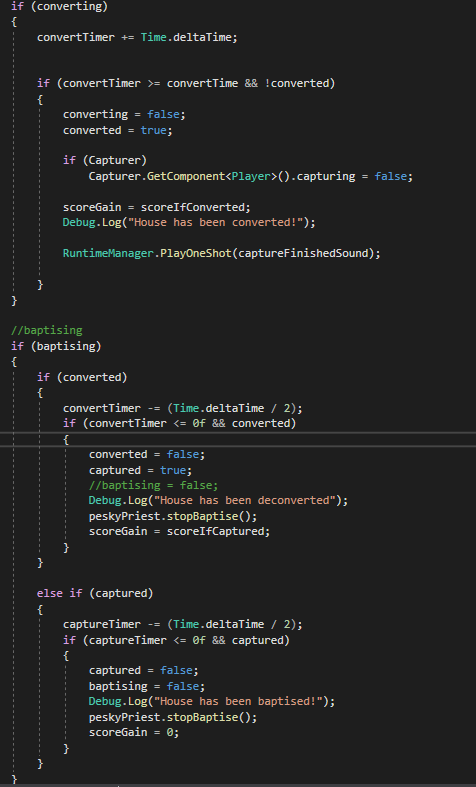 if (converting)
{
convertTimer += Time.deltaTime;
if (convertTimer >= convertTime && !converted)
{
converting = false;
converted = true;
if (Capturer)
Capturer.GetComponent<Player>().capturing = false;
scoreGain = scoreIfConverted;
Debug.Log("House has been converted!");
RuntimeManager.PlayOneShot(captureFinishedSound);
}
}
//baptising
if (baptising)
{
if (converted)
{
convertTimer -= (Time.deltaTime / 2);
if (convertTimer <= 0f && converted)
{
converted = false;
captured = true;
//baptising = false;
Debug.Log("House has been deconverted");
peskyPriest.stopBaptise();
scoreGain = scoreIfCaptured;
}
}
else if (captured)
{
captureTimer -= (Time.deltaTime / 2);
if (captureTimer <= 0f && captured)
{
captured = false;
baptising = false;
Debug.Log("House has been baptised!");
peskyPriest.stopBaptise();
scoreGain = 0;
}
}
}